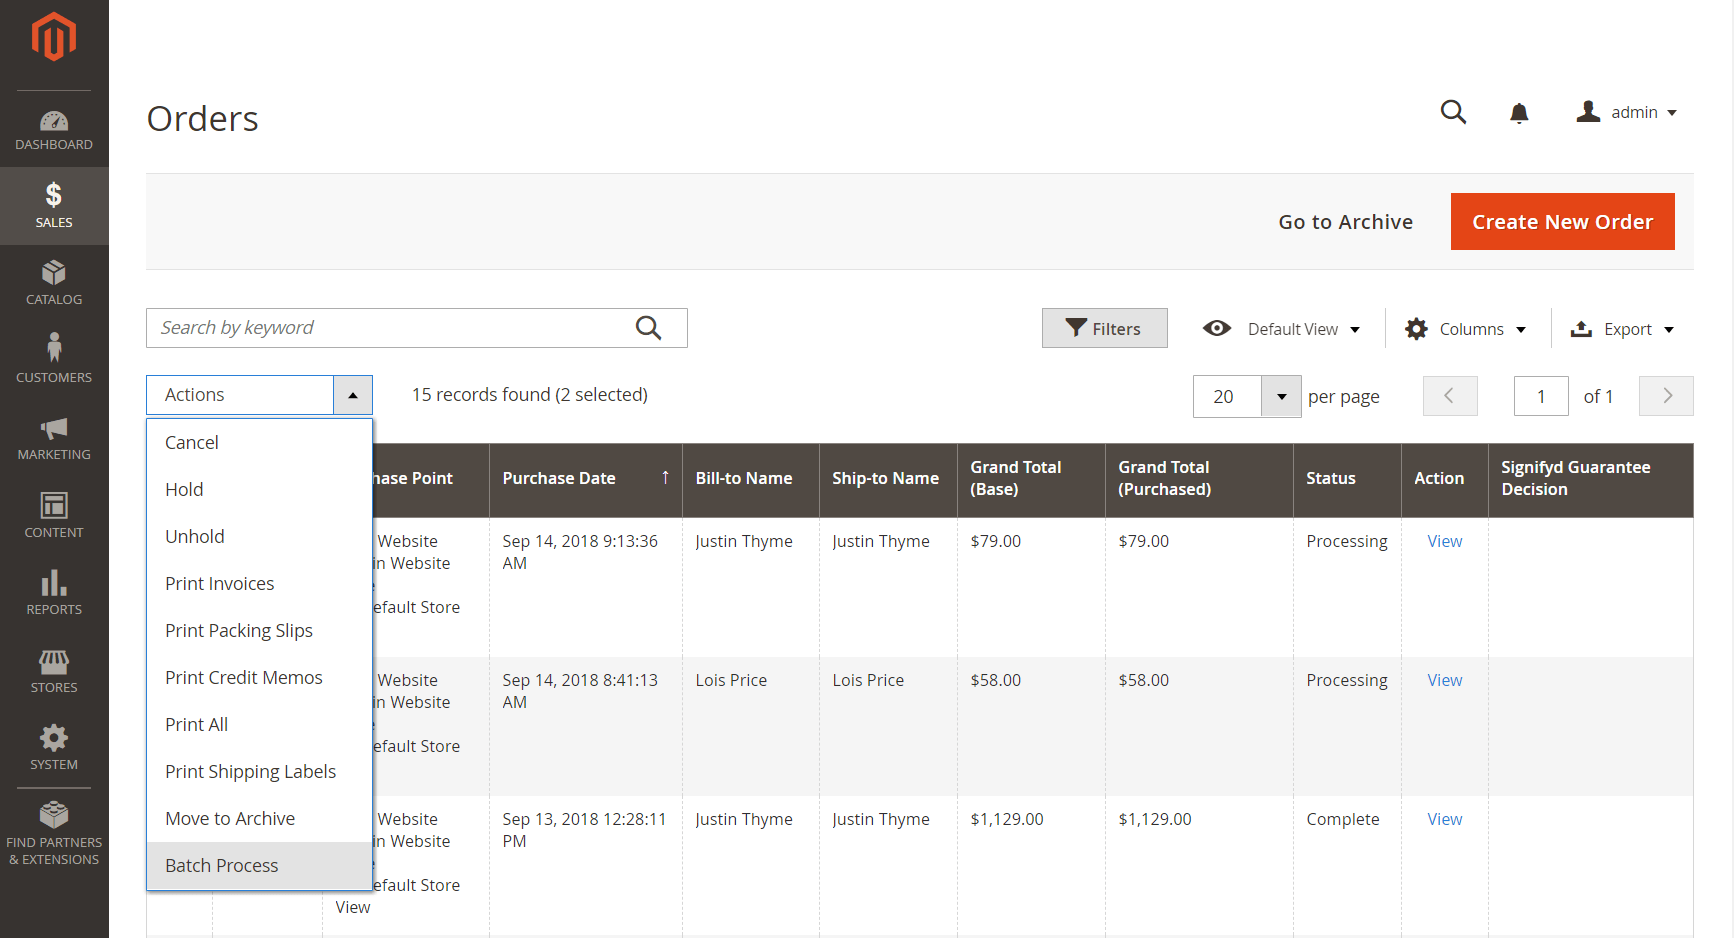 DASHBOARD
SALES
CATALOG
CUSTOMERS
MARKETING
CONTENT
REPORTS
STORES
SYSTEM
FIND PARTNERS
& EXTENSIONS
Orders
admin
Go to Archive
Create New Order
Search by keyword
Filters
Default View
Columns
Export
Actions
15 records found (2 selected)
20
per page
1
of 1
Cancel
Hold
Unhold
Print Invoices
Print Packing Slips
Print Credit Memos
Print All
Print Shipping Labels
Move to Archive
Batch Process
hase Point
Purchase Date ↑
Bill-to Name
Ship-to Name
Grand Total
(Base)
Grand Total
(Purchased)
Status
Action
Signifyd Guarantee
Decision
Website
in Website
efault Store
Sep 14, 2018 9:13:36
AM
Justin Thyme
Justin Thyme
$79.00
$79.00
Processing
View
Website
in Website
efault Store
Sep 14, 2018 8:41:13
AM
Lois Price
Lois Price
$58.00
$58.00
Processing
View
Website
in Website
efault Store
View
Sep 13, 2018 12:28:11
PM
Justin Thyme
Justin Thyme
$1,129.00
$1,129.00
Complete
View